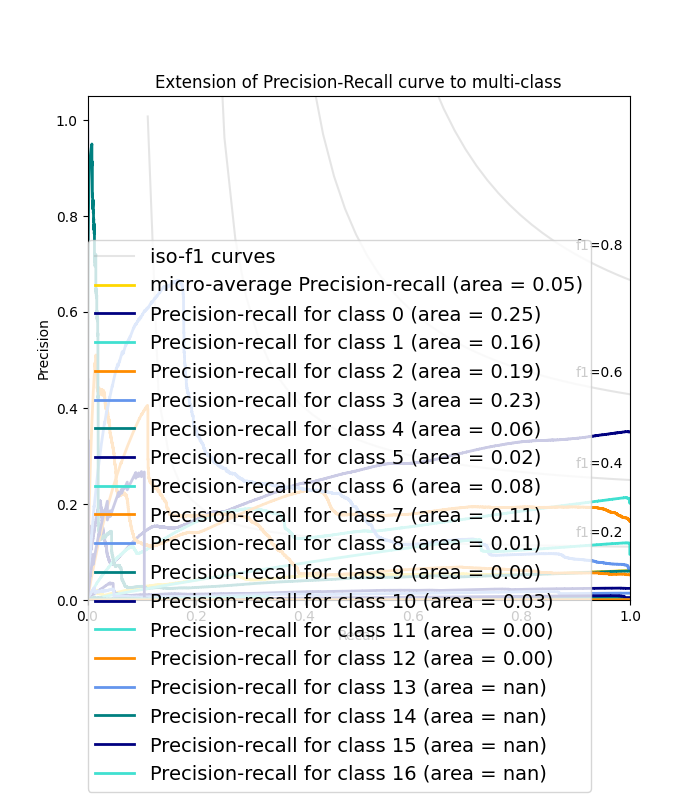 Extension of Precision-Recall curve to multi-class
Precision
1.0
0.8
0.6
0.4
0.2
0.0
0.0
0.2
0.4
0.6
0.8
1.0
Recall
f1=0.8
f1=0.6
f1=0.4
f1=0.2
iso-f1 curves
micro-average Precision-recall (area = 0.05)
Precision-recall for class 0 (area = 0.25)
Precision-recall for class 1 (area = 0.16)
Precision-recall for class 2 (area = 0.19)
Precision-recall for class 3 (area = 0.23)
Precision-recall for class 4 (area = 0.06)
Precision-recall for class 5 (area = 0.02)
Precision-recall for class 6 (area = 0.08)
Precision-recall for class 7 (area = 0.11)
Precision-recall for class 8 (area = 0.01)
Precision-recall for class 9 (area = 0.00)
Precision-recall for class 10 (area = 0.03)
Precision-recall for class 11 (area = 0.00)
Precision-recall for class 12 (area = 0.00)
Precision-recall for class 13 (area = nan)
Precision-recall for class 14 (area = nan)
Precision-recall for class 15 (area = nan)
Precision-recall for class 16 (area = nan)